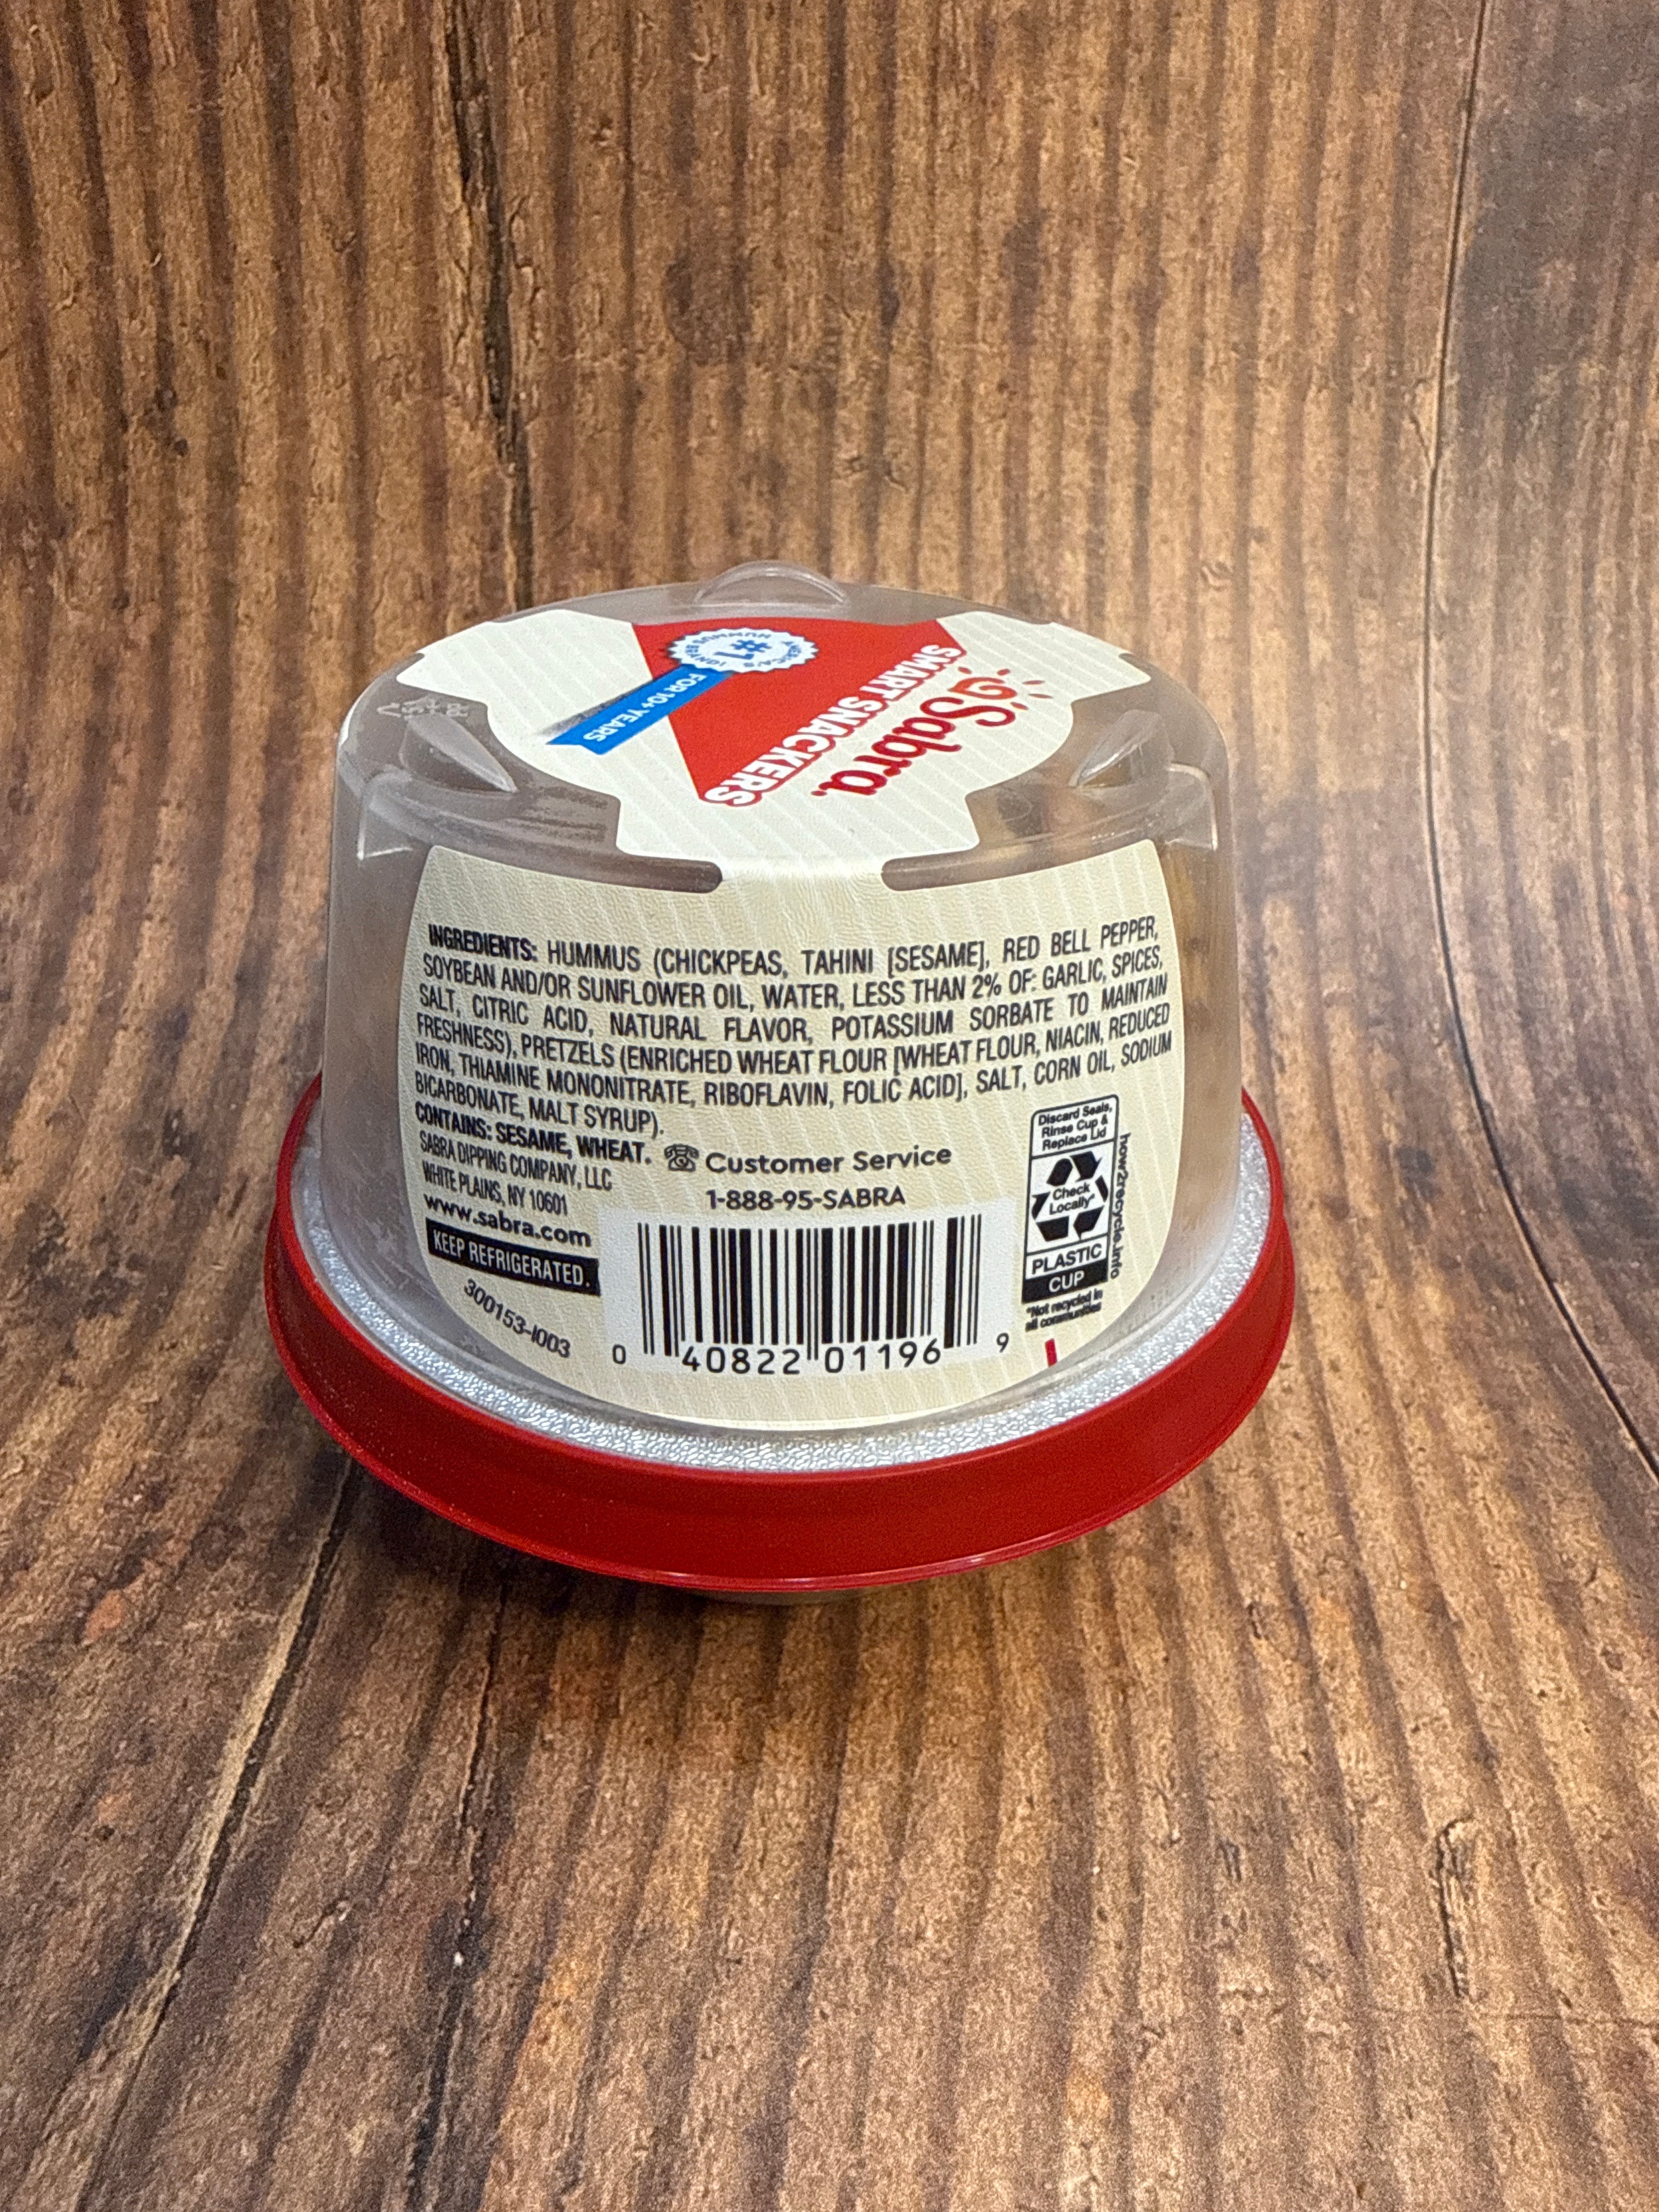 #1
AMERICA'S
HUMMUS BRAND
FOR 10+ YEARS
Sabra.
SMART SNACKERS
INGREDIENTS: HUMMUS (CHICKPEAS, TAHINI [SESAME], RED BELL PEPPER,
SOYBEAN AND/OR SUNFLOWER OIL, WATER, LESS THAN 2% OF: GARLIC, SPICES,
SALT, CITRIC ACID, NATURAL FLAVOR, POTASSIUM SORBATE TO MAINTAIN
FRESHNESS), PRETZELS (ENRICHED WHEAT FLOUR [WHEAT FLOUR, NIACIN, REDUCED
IRON, THIAMINE MONONITRATE, RIBOFLAVIN, FOLIC ACID], SALT, CORN OIL, SODIUM
BICARBONATE, MALT SYRUP).
CONTAINS: SESAME, WHEAT.
SABRA DIPPING COMPANY, LLC
WHITE PLAINS, NY 10601
www.sabra.com
KEEP REFRIGERATED.
300153-I003
Customer Service
1-888-95-SABRA
0 40822 01196 9
Discard Seals,
Rinse Cup &
Replace Lid
Check
Locally*
PLASTIC
CUP
*Not recycled in
all communities
how2recycle.info